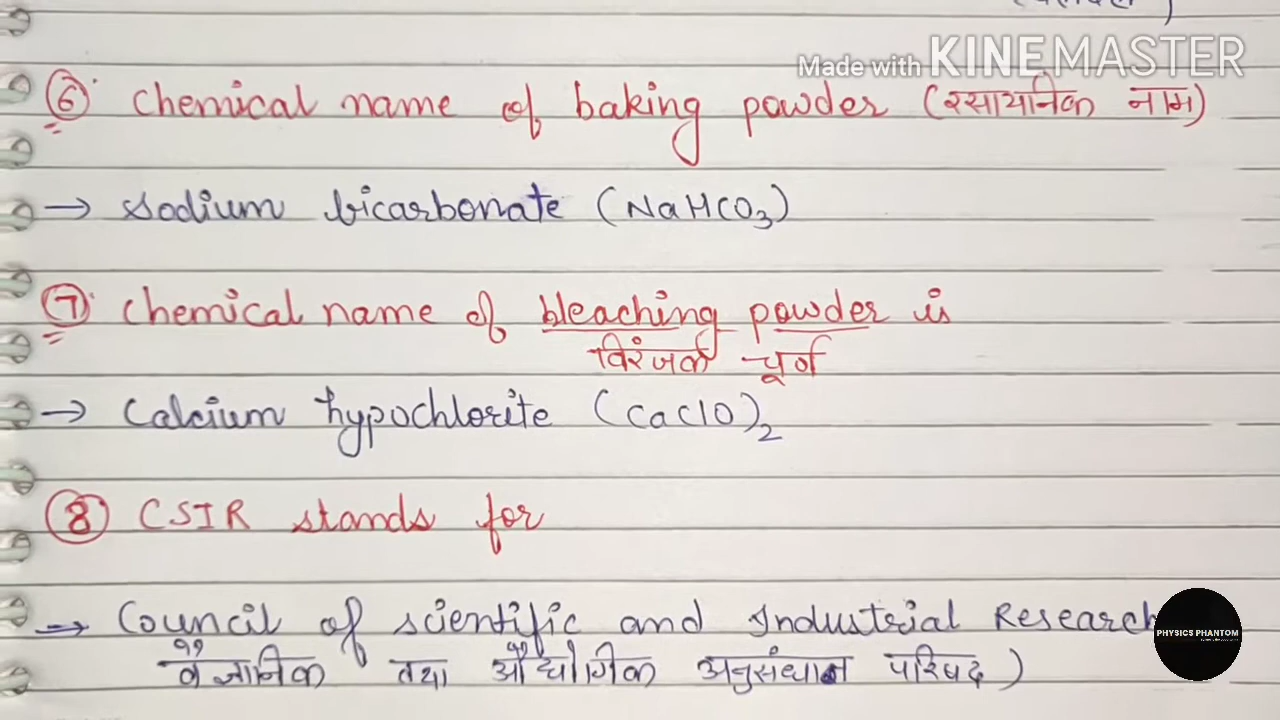 Made with KINEMASTER
⑥ Chemical name of baking powder (रसायनिक नाम)
→ Sodium bicarbonate (NaHCO₃)
⑦ Chemical name of bleaching powder is
विरंजक चूर्ण
→ Calcium hypochlorite (CaClO)₂
⑧ CSIR stands for
→ Council of scientific and Industrial Research
वैज्ञानिक तथा औद्योगिक अनुसंधान परिषद)
PHYSICS PHANTOM